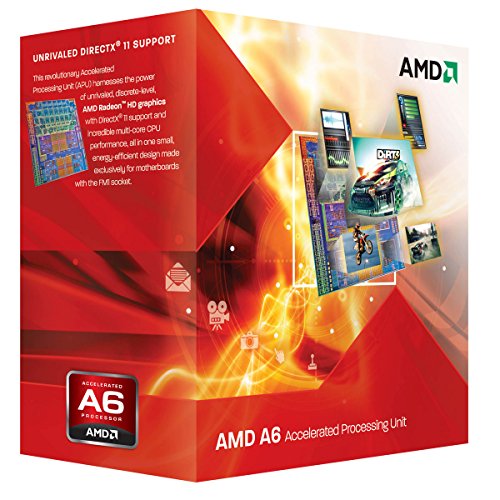 UNRIVALED DIRECTX® 11 SUPPORT
This revolutionary Accelerated
Processing Unit (APU) harnesses the power
of unrivaled, discrete-level,
AMD Radeon™ HD graphics
with DirectX® 11 support and
incredible multi-core CPU
performance, all in one small,
energy-efficient design made
exclusively for motherboards
with the FM1 socket.
ACCELERATED
A6
PROCESSOR
AMD
AMD
DiRT3
AMD A6 Accelerated Processing Unit